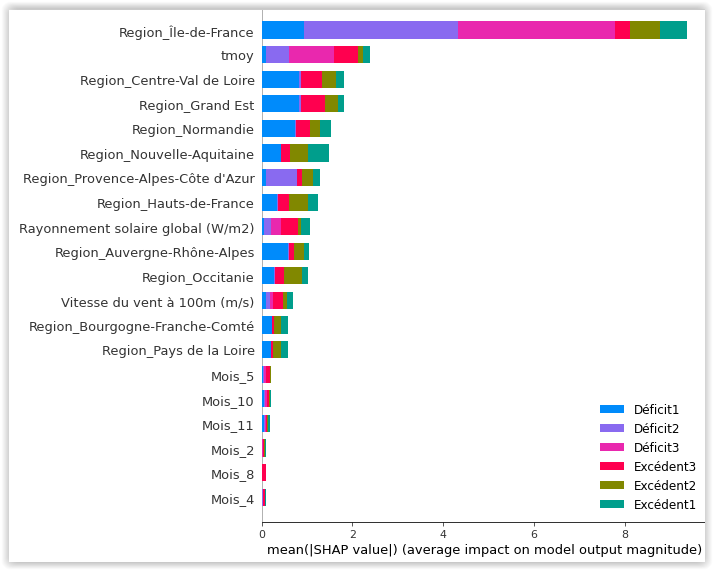 Region_Île-de-France
tmoy
Region_Centre-Val de Loire
Region_Grand Est
Region_Normandie
Region_Nouvelle-Aquitaine
Region_Provence-Alpes-Côte d'Azur
Region_Hauts-de-France
Rayonnement solaire global (W/m2)
Region_Auvergne-Rhône-Alpes
Region_Occitanie
Vitesse du vent à 100m (m/s)
Region_Bourgogne-Franche-Comté
Region_Pays de la Loire
Mois_5
Mois_10
Mois_11
Mois_2
Mois_8
Mois_4
Déficit1
Déficit2
Déficit3
Excédent3
Excédent2
Excédent1
0 2 4 6 8
mean(|SHAP value|) (average impact on model output magnitude)